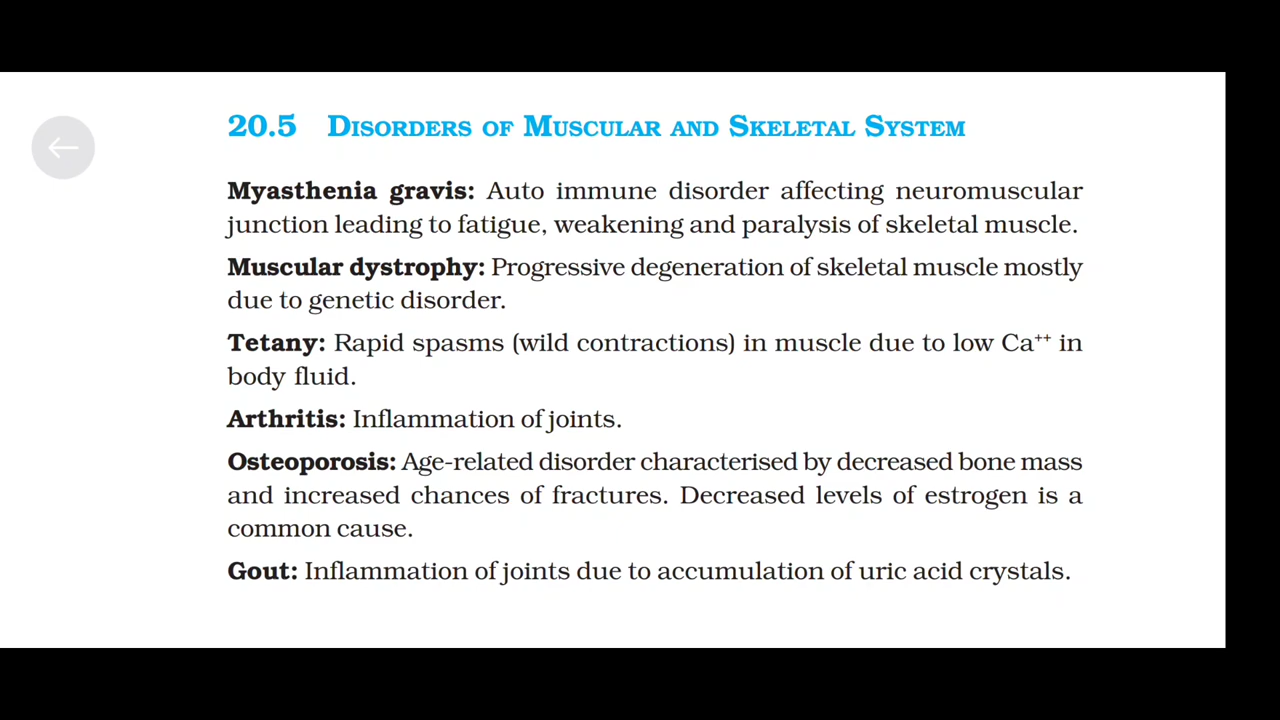 20.5 DISORDERS OF MUSCULAR AND SKELETAL SYSTEM
Myasthenia gravis: Auto immune disorder affecting neuromuscular
junction leading to fatigue, weakening and paralysis of skeletal muscle.
Muscular dystrophy: Progressive degeneration of skeletal muscle mostly
due to genetic disorder.
Tetany: Rapid spasms (wild contractions) in muscle due to low Ca⁺⁺ in
body fluid.
Arthritis: Inflammation of joints.
Osteoporosis: Age-related disorder characterised by decreased bone mass
and increased chances of fractures. Decreased levels of estrogen is a
common cause.
Gout: Inflammation of joints due to accumulation of uric acid crystals.